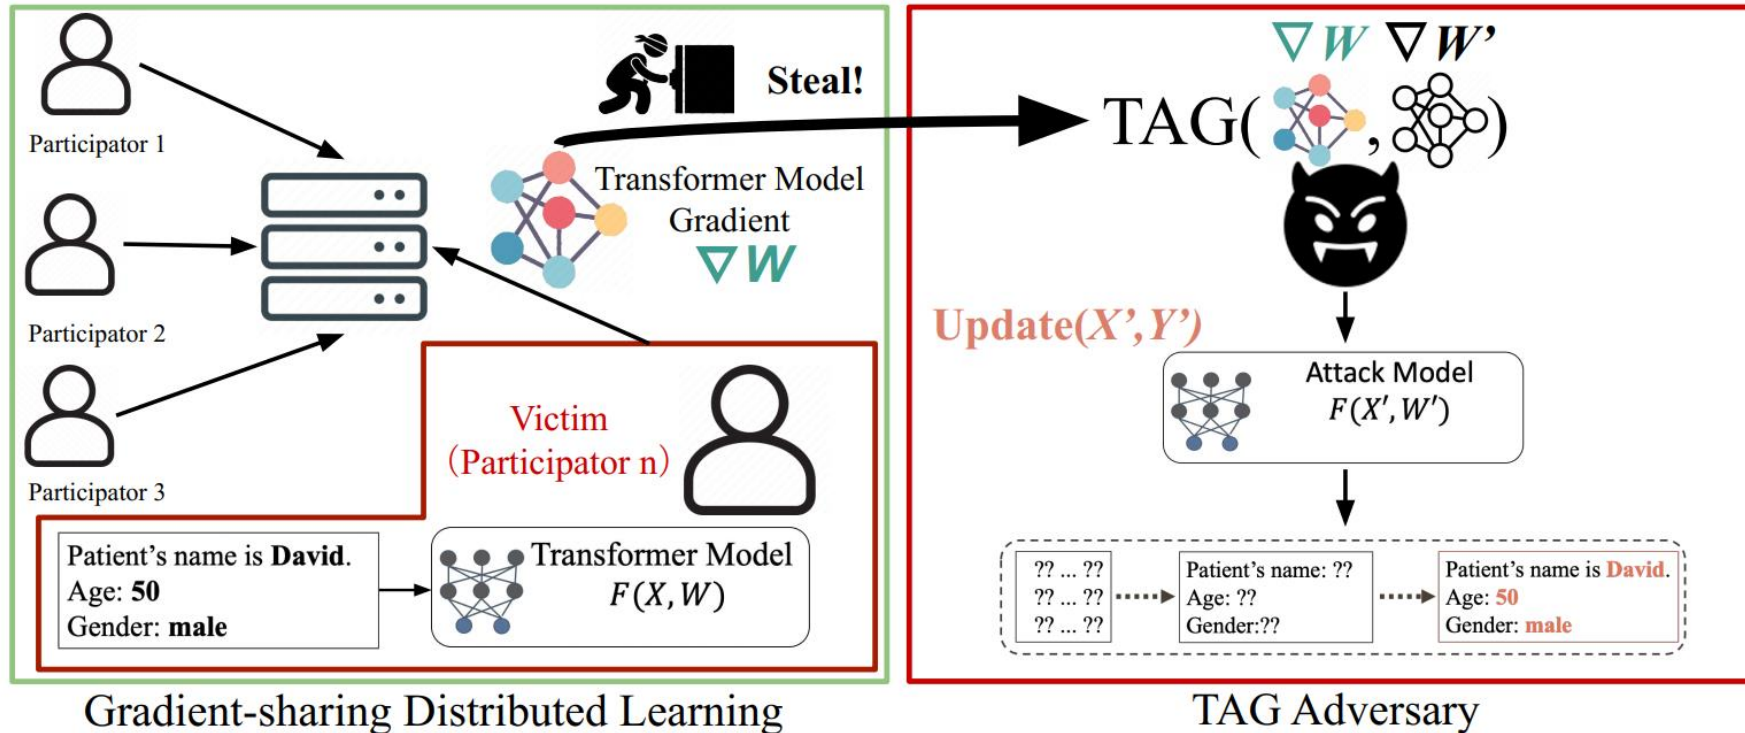 Participator 1
Participator 2
Participator 3
Steal!
Transformer Model
Gradient
▽W
Victim
(Participator n)
Patient's name is David.
Age: 50
Gender: male
Transformer Model
F(X, W)
Gradient-sharing Distributed Learning
▽W ▽W’
TAG( , )
Update(X’,Y’)
Attack Model
F(X′, W′)
?? ... ??
?? ... ??
?? ... ??
Patient's name: ??
Age: ??
Gender:??
Patient's name is David.
Age: 50
Gender: male
TAG Adversary